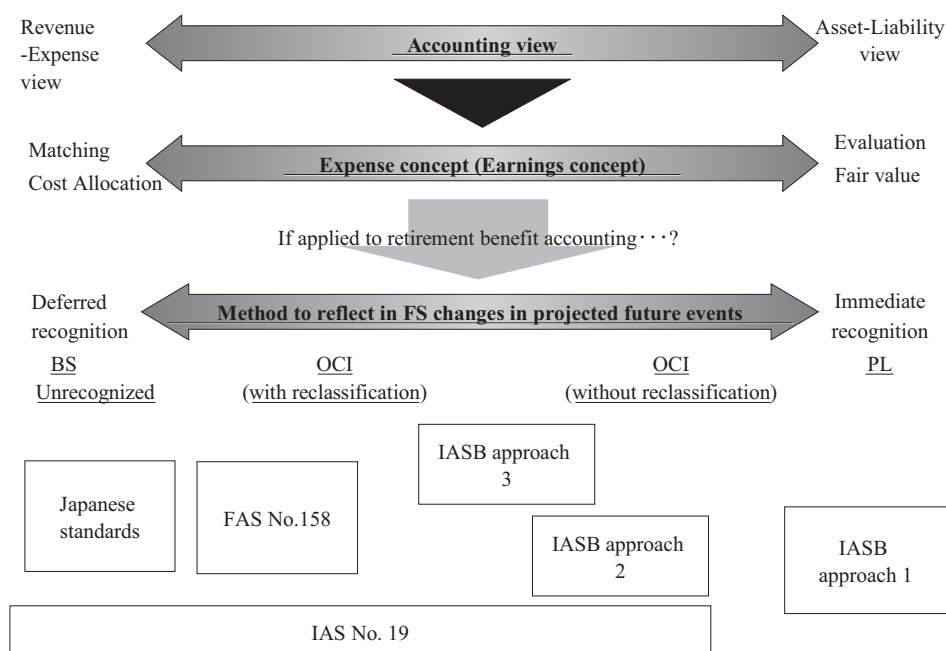 Revenue
-Expense
view
Accounting view
Asset-Liability
view
Matching
Cost Allocation
Expense concept (Earnings concept)
Evaluation
Fair value
If applied to retirement benefit accounting···?
Deferred
recognition
Method to reflect in FS changes in projected future events
Immediate
recognition
BS
Unrecognized
OCI
(with reclassification)
OCI
(without reclassification)
PL
IASB approach
3
Japanese
standards
FAS No.158
IASB approach
2
IASB
approach 1
IAS No. 19